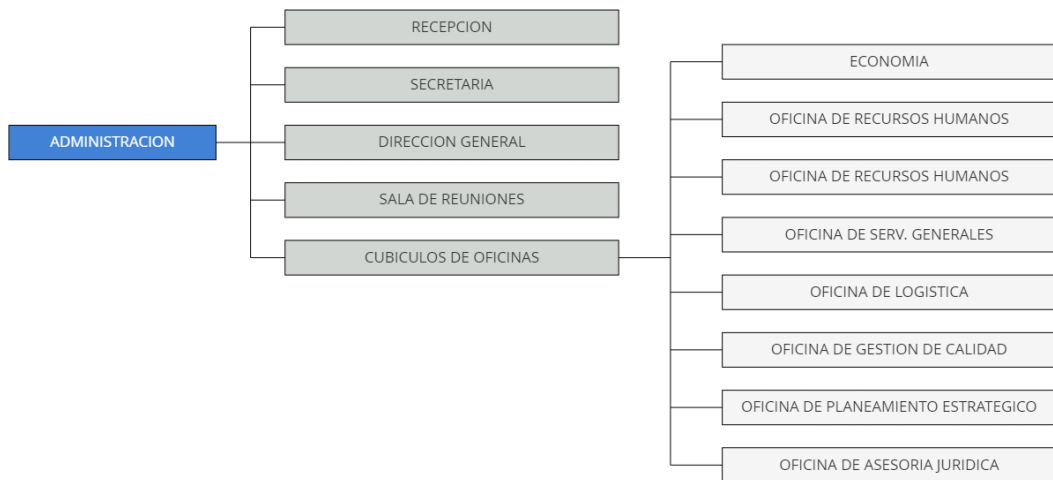 ADMINISTRACION
RECEPCION
SECRETARIA
DIRECCION GENERAL
SALA DE REUNIONES
CUBICULOS DE OFICINAS
ECONOMIA
OFICINA DE RECURSOS HUMANOS
OFICINA DE RECURSOS HUMANOS
OFICINA DE SERV. GENERALES
OFICINA DE LOGISTICA
OFICINA DE GESTION DE CALIDAD
OFICINA DE PLANEAMIENTO ESTRATEGICO
OFICINA DE ASESORIA JURIDICA